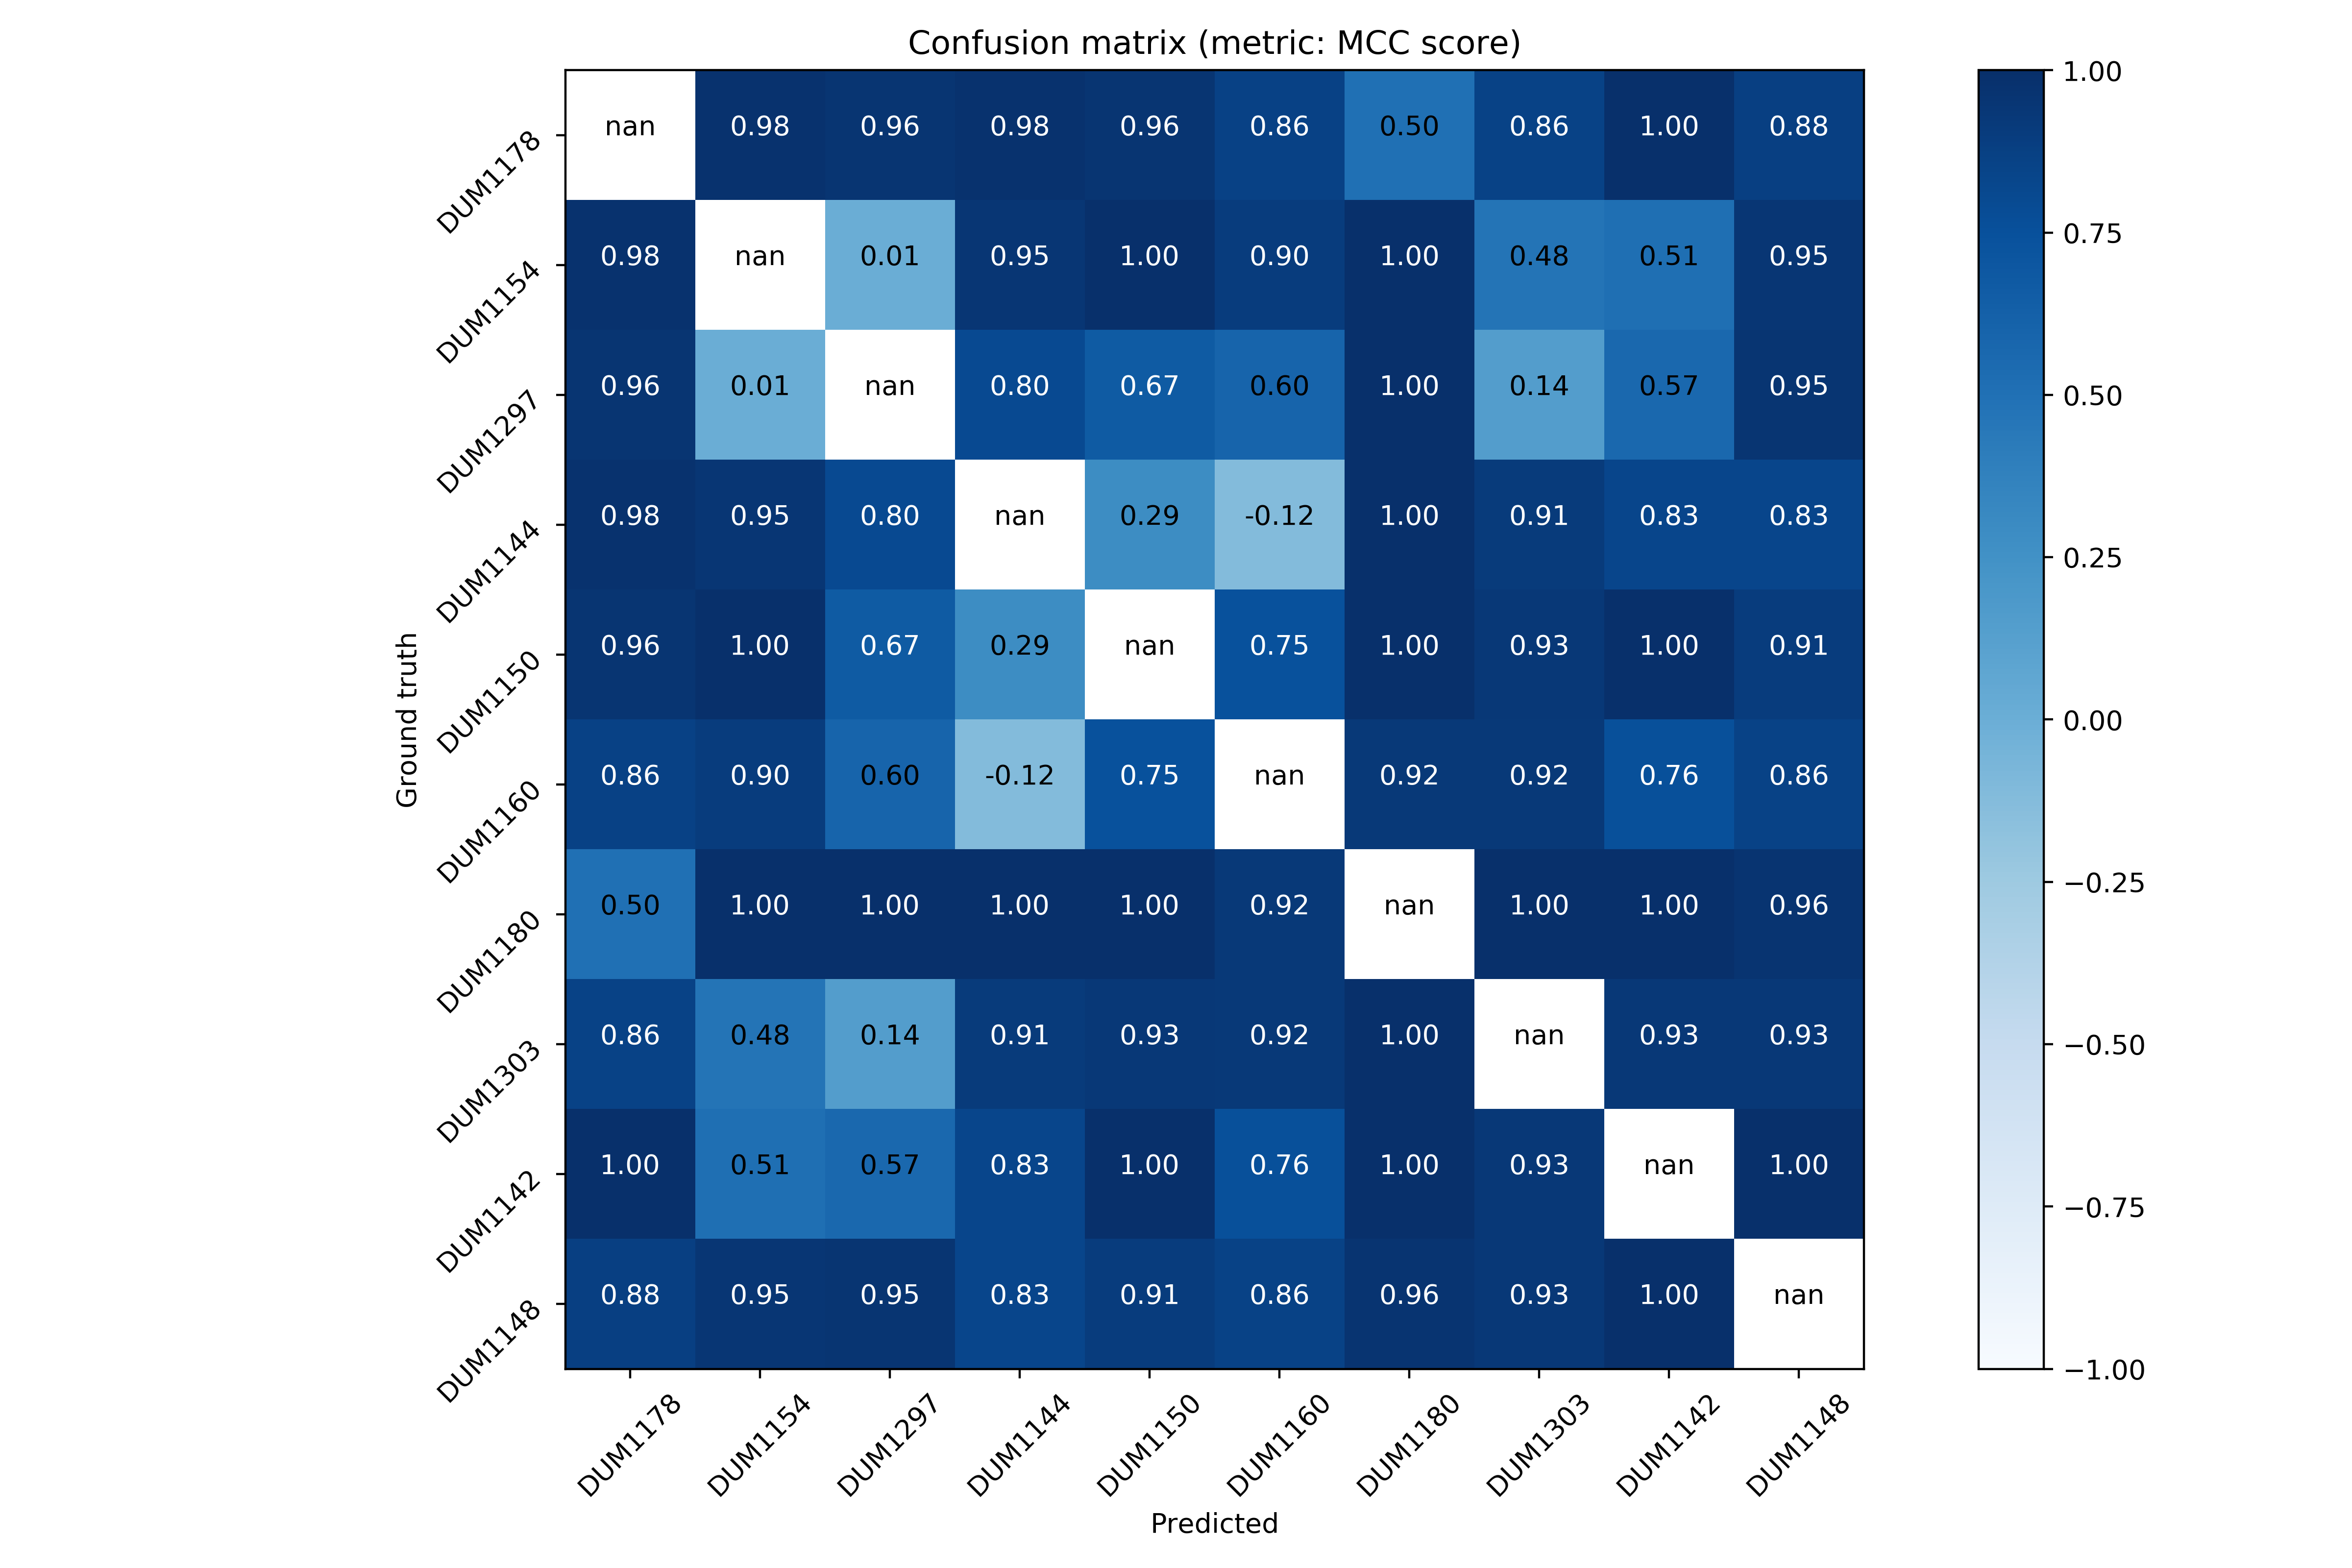 Confusion matrix (metric: MCC score)
Ground truth
DUM1178 nan 0.98 0.96 0.98 0.96 0.86 0.50 0.86 1.00 0.88
DUM1154 0.98 nan 0.01 0.95 1.00 0.90 1.00 0.48 0.51 0.95
DUM1297 0.96 0.01 nan 0.80 0.67 0.60 1.00 0.14 0.57 0.95
DUM1144 0.98 0.95 0.80 nan 0.29 -0.12 1.00 0.91 0.83 0.83
DUM1150 0.96 1.00 0.67 0.29 nan 0.75 1.00 0.93 1.00 0.91
DUM1160 0.86 0.90 0.60 -0.12 0.75 nan 0.92 0.92 0.76 0.86
DUM1180 0.50 1.00 1.00 1.00 1.00 0.92 nan 1.00 1.00 0.96
DUM1303 0.86 0.48 0.14 0.91 0.93 0.92 1.00 nan 0.93 0.93
DUM1142 1.00 0.51 0.57 0.83 1.00 0.76 1.00 0.93 nan 1.00
DUM1148 0.88 0.95 0.95 0.83 0.91 0.86 0.96 0.93 1.00 nan
DUM1178 DUM1154 DUM1297 DUM1144 DUM1150 DUM1160 DUM1180 DUM1303 DUM1142 DUM1148
Predicted
1.00
0.75
0.50
0.25
0.00
−0.25
−0.50
−0.75
−1.00